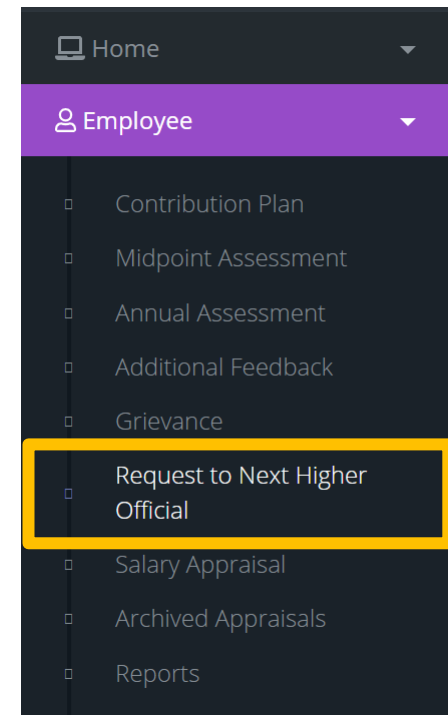 Home
Employee
Contribution Plan
Midpoint Assessment
Annual Assessment
Additional Feedback
Grievance
Request to Next Higher
Official
Salary Appraisal
Archived Appraisals
Reports